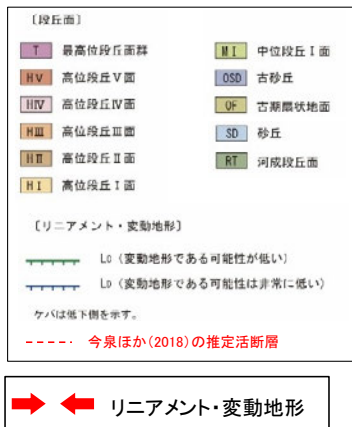 〔段丘面〕
T 最高位段丘面群
HⅤ 高位段丘Ⅴ面
HⅣ 高位段丘Ⅳ面
HⅢ 高位段丘Ⅲ面
HⅡ 高位段丘Ⅱ面
HⅠ 高位段丘Ⅰ面
MⅠ 中位段丘Ⅰ面
OSD 古砂丘
OF 古期扇状地面
SD 砂丘
RT 河成段丘面
〔リニアメント・変動地形〕
LD（変動地形である可能性が低い）
LD（変動地形である可能性は非常に低い）
ケバは低下側を示す。
今泉ほか(2018)の推定活断層
リニアメント・変動地形